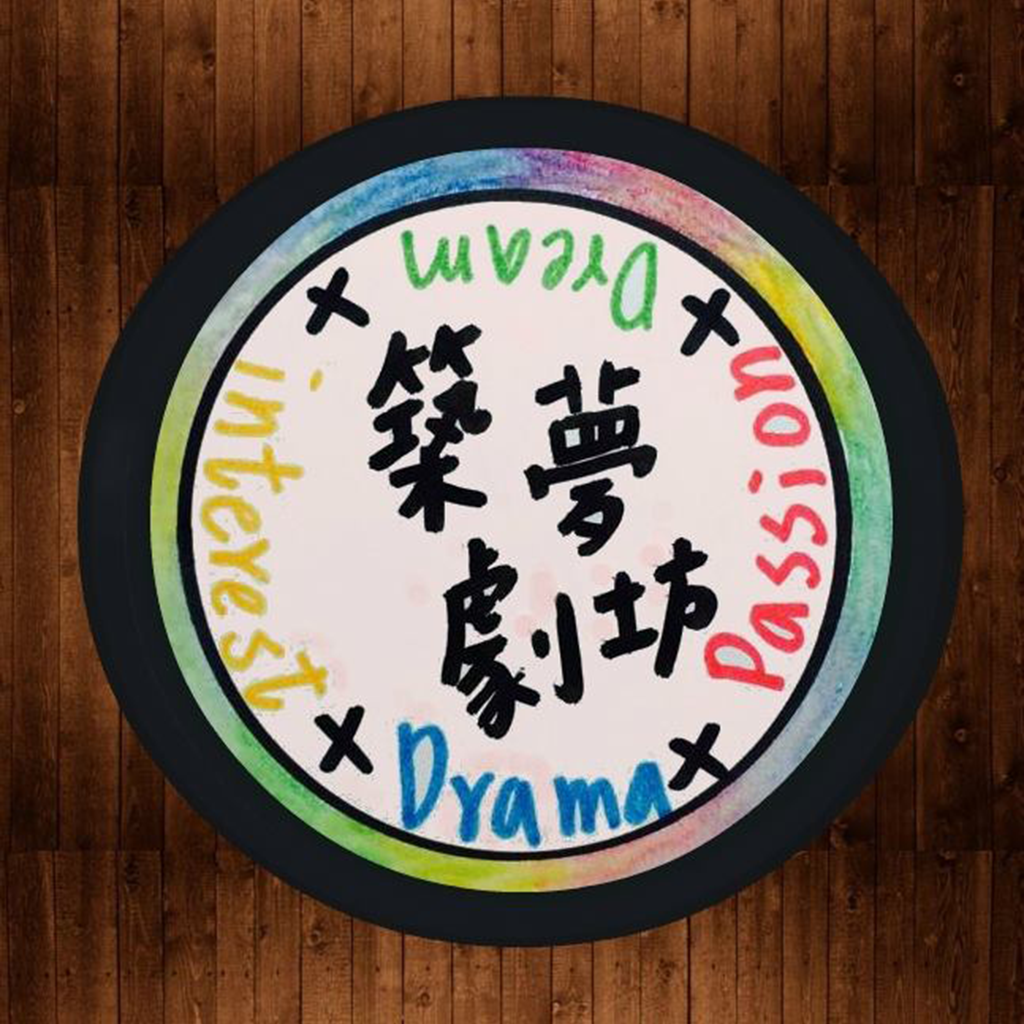 Dream
×
Passion
×
Drama
×
interest
×
築夢
劇坊